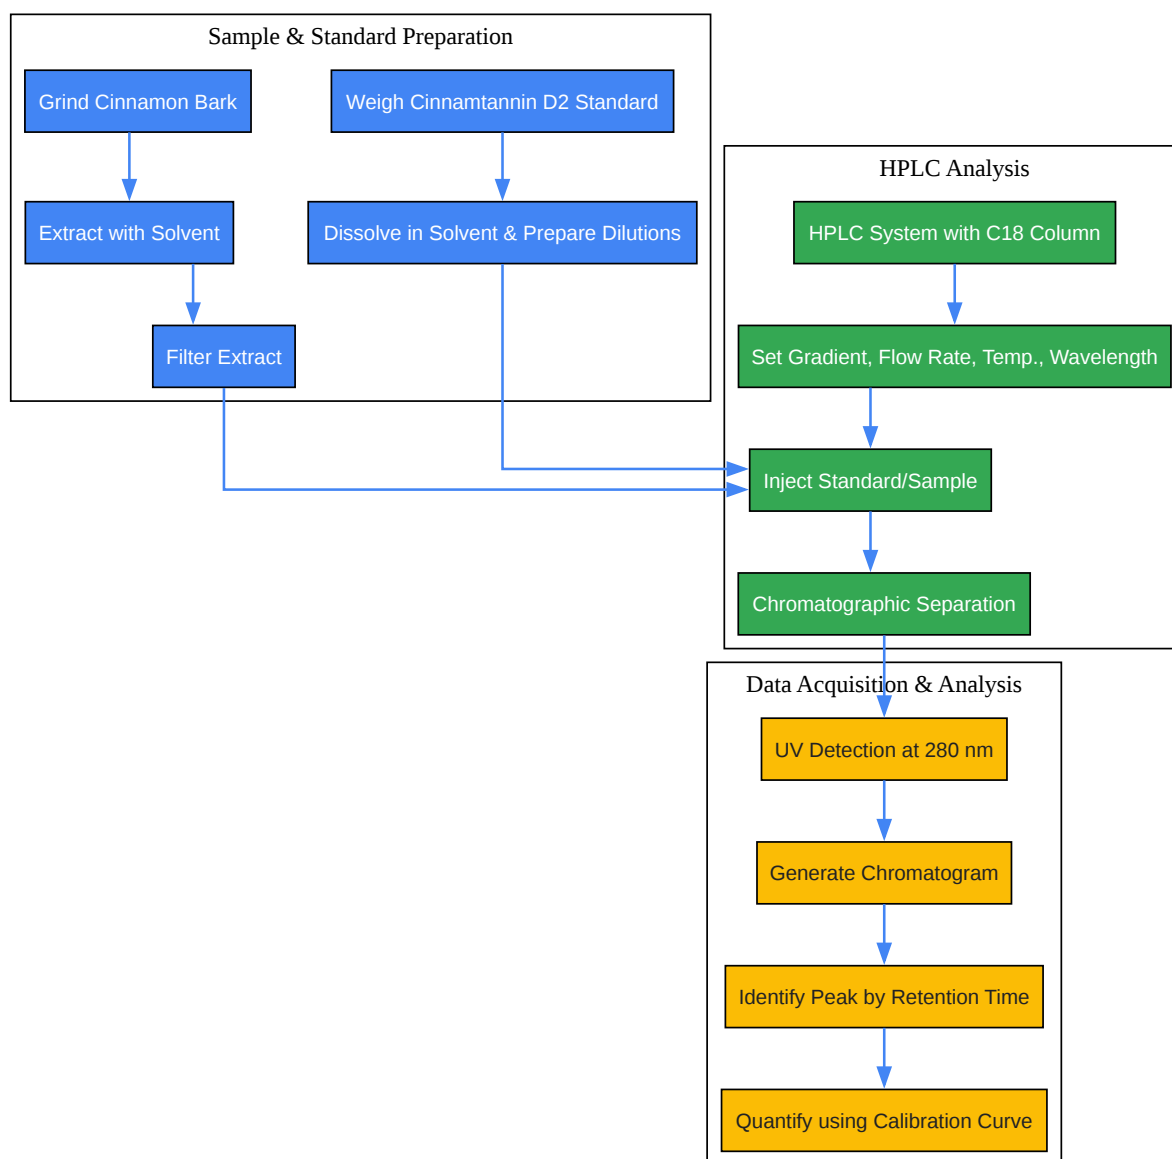 Sample & Standard Preparation
Grind Cinnamon Bark
Weigh Cinnamtannin D2 Standard
Extract with Solvent
Dissolve in Solvent & Prepare Dilutions
Filter Extract
HPLC Analysis
HPLC System with C18 Column
Set Gradient, Flow Rate, Temp., Wavelength
Inject Standard/Sample
Chromatographic Separation
Data Acquisition & Analysis
UV Detection at 280 nm
Generate Chromatogram
Identify Peak by Retention Time
Quantify using Calibration Curve